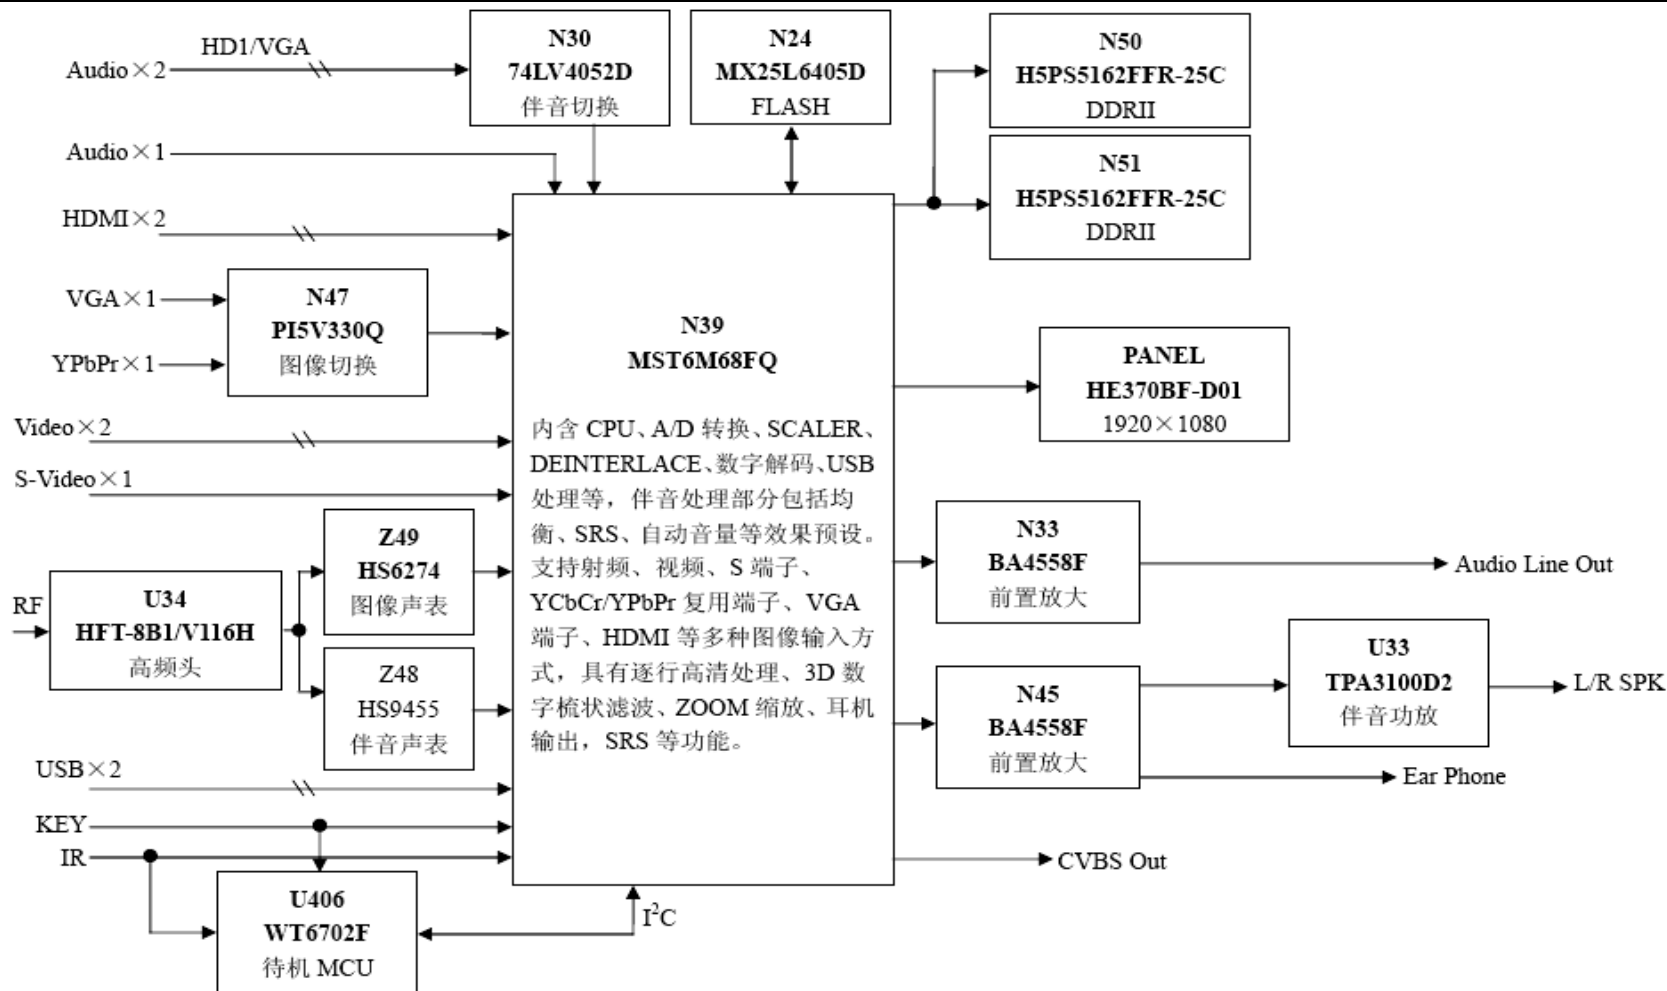 HD1/VGA
Audio×2
N30
74LV4052D
伴音切换
N24
MX25L6405D
FLASH
N50
H5PS5162FFR-25C
DDRII
Audio×1
N51
H5PS5162FFR-25C
DDRII
HDMI×2
VGA×1
YPbPr×1
N47
PI5V330Q
图像切换
N39
MST6M68FQ
内含 CPU、A/D 转换、SCALER、
DEINTERLACE、数字解码、USB
处理等，伴音处理部分包括均
衡、SRS、自动音量等效果预设。
支持射频、视频、S 端子、
YCbCr/YPbPr 复用端子、VGA
端子、HDMI 等多种图像输入方
式，具有逐行高清处理、3D 数
字梳状滤波、ZOOM 缩放、耳机
输出，SRS 等功能。
PANEL
HE370BF-D01
1920×1080
Video×2
S-Video×1
Z49
HS6274
图像声表
RF
U34
HFT-8B1/V116H
高频头
Z48
HS9455
伴音声表
N33
BA4558F
前置放大
Audio Line Out
N45
BA4558F
前置放大
U33
TPA3100D2
伴音功放
L/R SPK
Ear Phone
USB×2
KEY
IR
CVBS Out
U406
WT6702F
待机 MCU
I²C